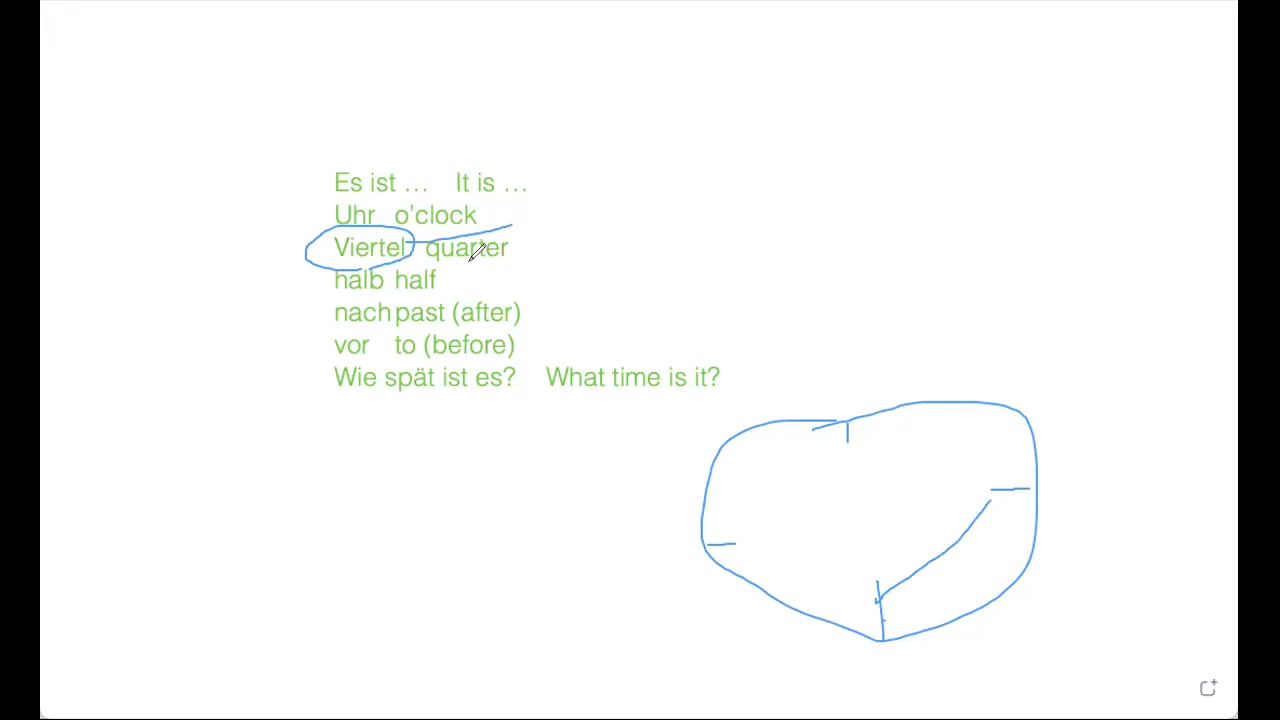 Es ist … It is …
Uhr o’clock
Viertel quarter
halb half
nach past (after)
vor to (before)
Wie spät ist es? What time is it?